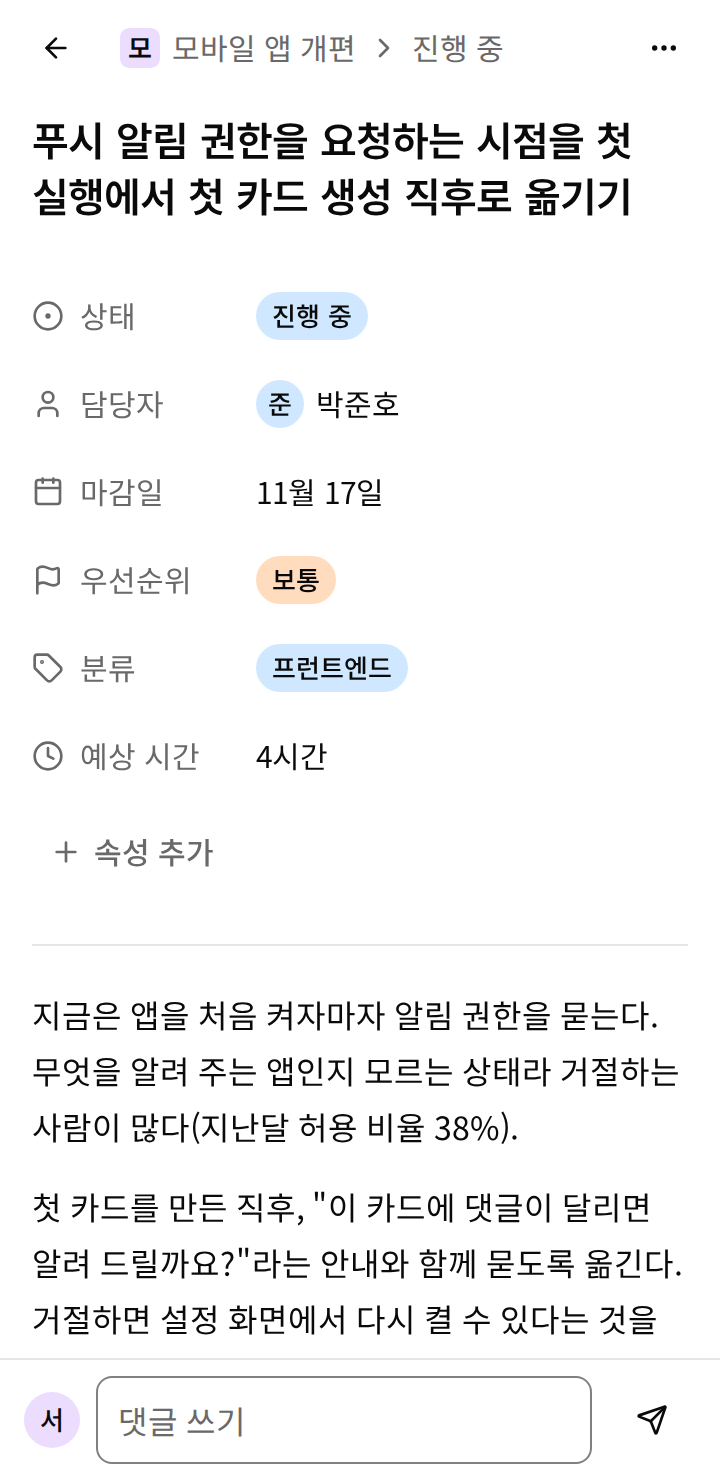 모 모바일 앱 개편 > 진행 중
푸시 알림 권한을 요청하는 시점을 첫
실행에서 첫 카드 생성 직후로 옮기기
상태 진행 중
담당자 준 박준호
마감일 11월 17일
우선순위 보통
분류 프런트엔드
예상 시간 4시간
+ 속성 추가
지금은 앱을 처음 켜자마자 알림 권한을 묻는다.
무엇을 알려 주는 앱인지 모르는 상태라 거절하는
사람이 많다(지난달 허용 비율 38%).
첫 카드를 만든 직후, "이 카드에 댓글이 달리면
알려 드릴까요?"라는 안내와 함께 묻도록 옮긴다.
거절하면 설정 화면에서 다시 켤 수 있다는 것을
서 댓글 쓰기